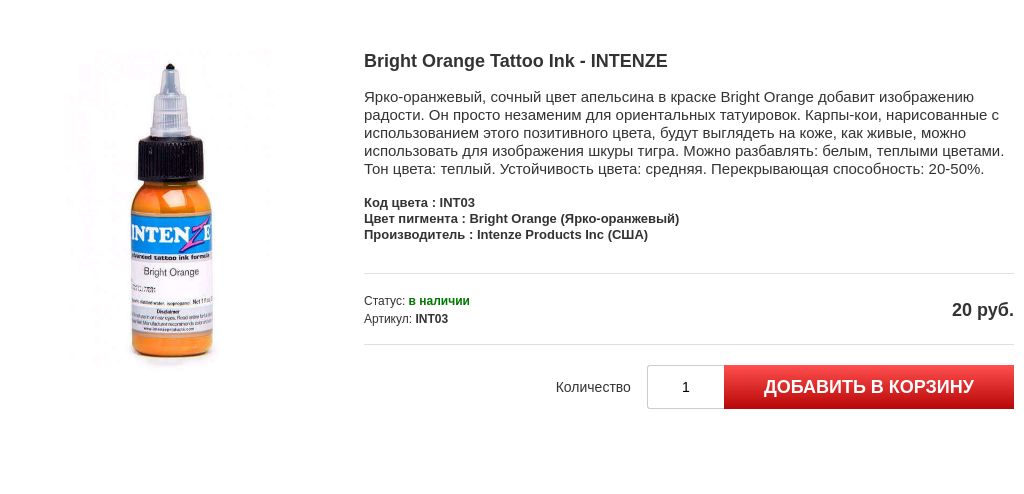 Bright Orange Tattoo Ink - INTENZE
Ярко-оранжевый, сочный цвет апельсина в краске Bright Orange добавит изображению
радости. Он просто незаменим для ориентальных татуировок. Карпы-кои, нарисованные с
использованием этого позитивного цвета, будут выглядеть на коже, как живые, можно
использовать для изображения шкуры тигра. Можно разбавлять: белым, теплыми цветами.
Тон цвета: теплый. Устойчивость цвета: средняя. Перекрывающая способность: 20-50%.
Код цвета : INT03
Цвет пигмента : Bright Orange (Ярко-оранжевый)
Производитель : Intenze Products Inc (США)
Статус: в наличии
Артикул: INT03
20 руб.
Количество
1
ДОБАВИТЬ В КОРЗИНУ
INTENZE
advanced tattoo ink formula
Bright Orange
Disclaimer
www.intenzeproducts.com